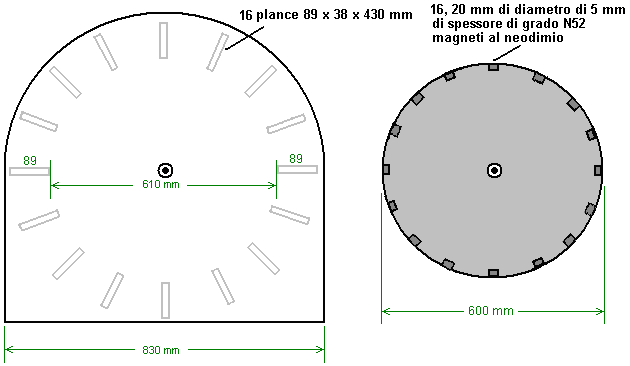 16 plance 89 x 38 x 430 mm
16, 20 mm di diametro di 5 mm
di spessore di grado N52
magneti al neodimio
89
89
610 mm
600 mm
830 mm